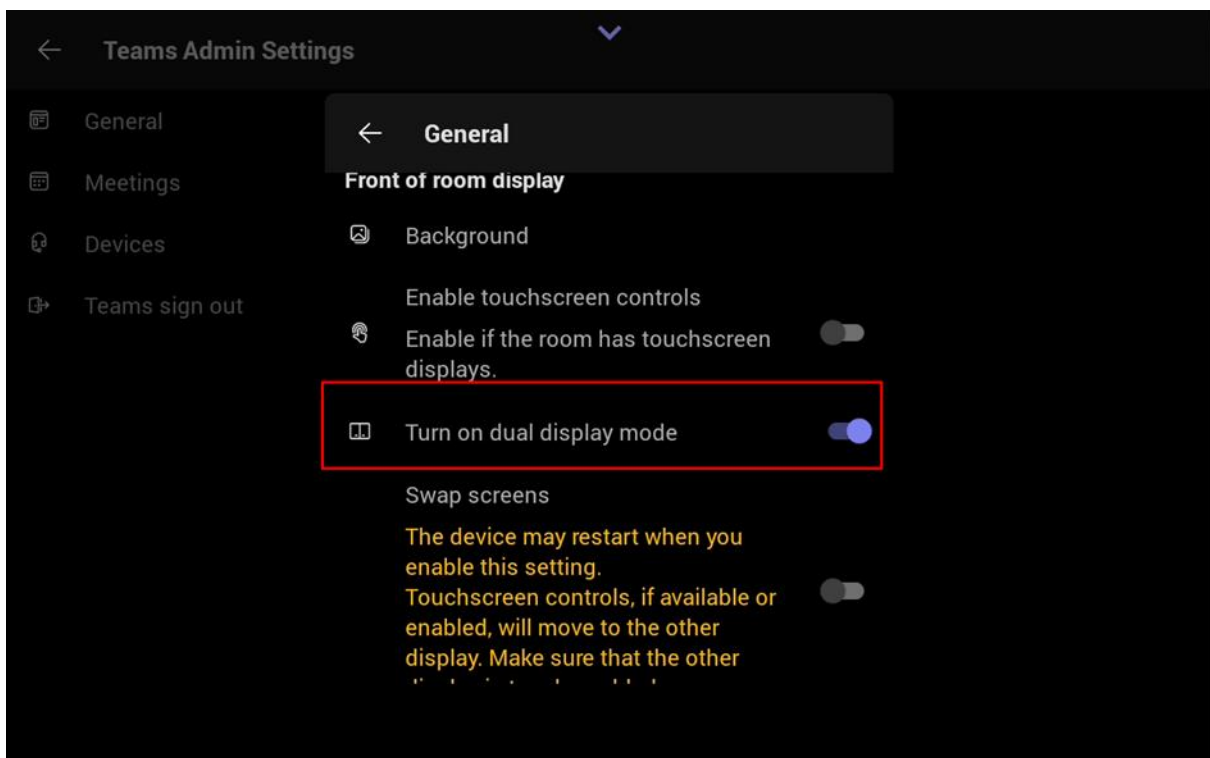 Teams Admin Settings
General
Meetings
Devices
Teams sign out
General
Front of room display
Background
Enable touchscreen controls
Enable if the room has touchscreen
displays.
Turn on dual display mode
Swap screens
The device may restart when you
enable this setting.
Touchscreen controls, if available or
enabled, will move to the other
display. Make sure that the other